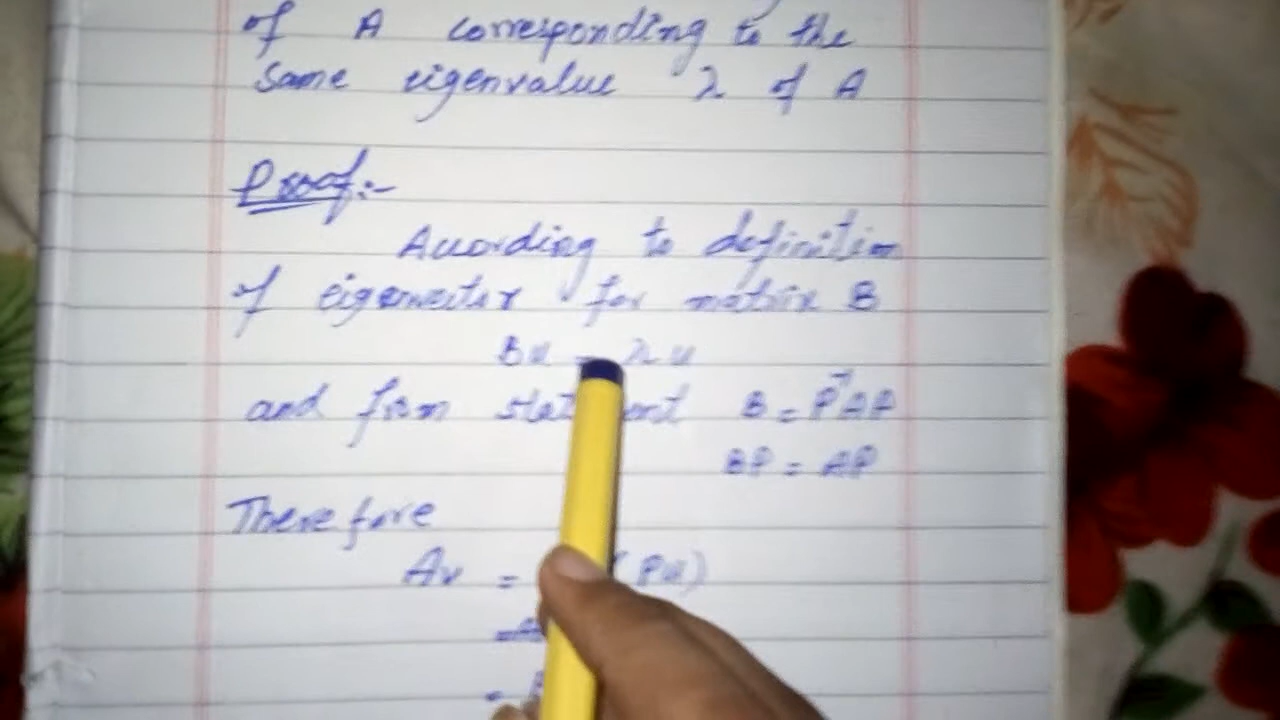 of A corresponding to the
same eigenvalue λ of A
Proof:-
According to definition
of eigenvector for matrix B
Bu = λu
and from statement B = P⁻¹AP
BP = AP
Therefore
Av = (Pu)
= A
=